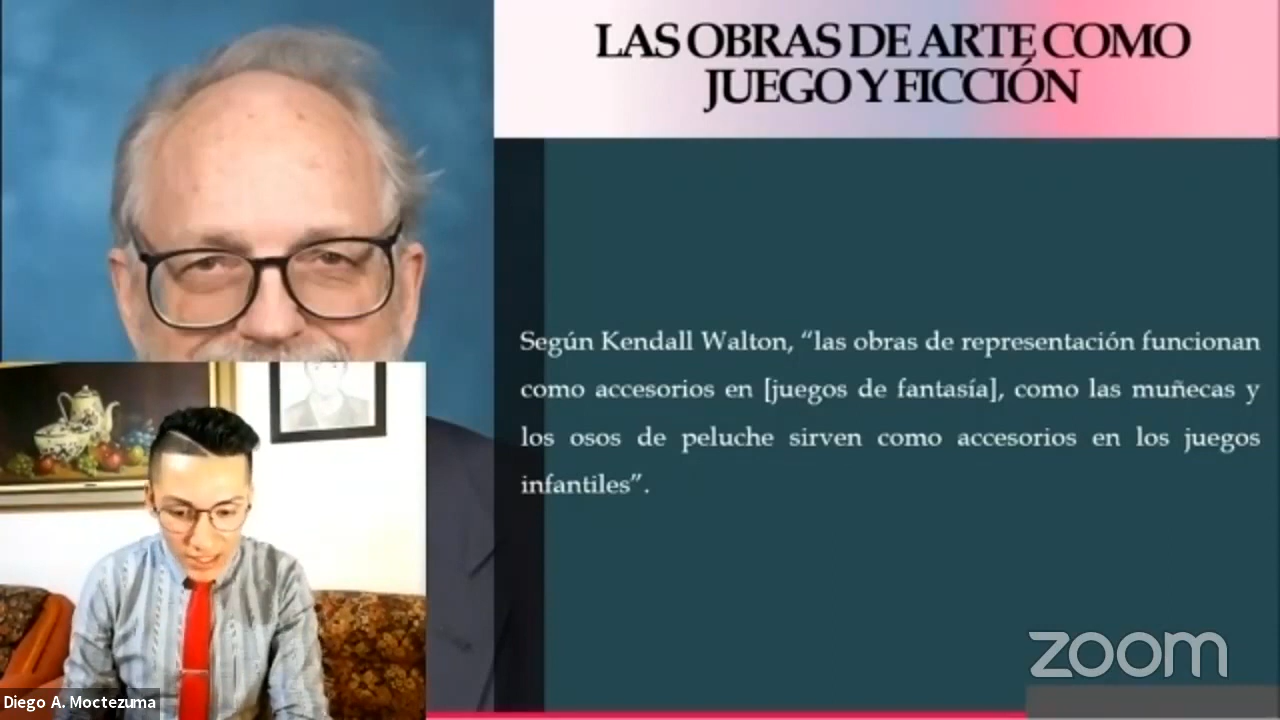 LAS OBRAS DE ARTE COMO
JUEGO Y FICCIÓN
Según Kendall Walton, “las obras de representación funcionan
como accesorios en [juegos de fantasía], como las muñecas y
los osos de peluche sirven como accesorios en los juegos
infantiles”.
zoom
Diego A. Moctezuma